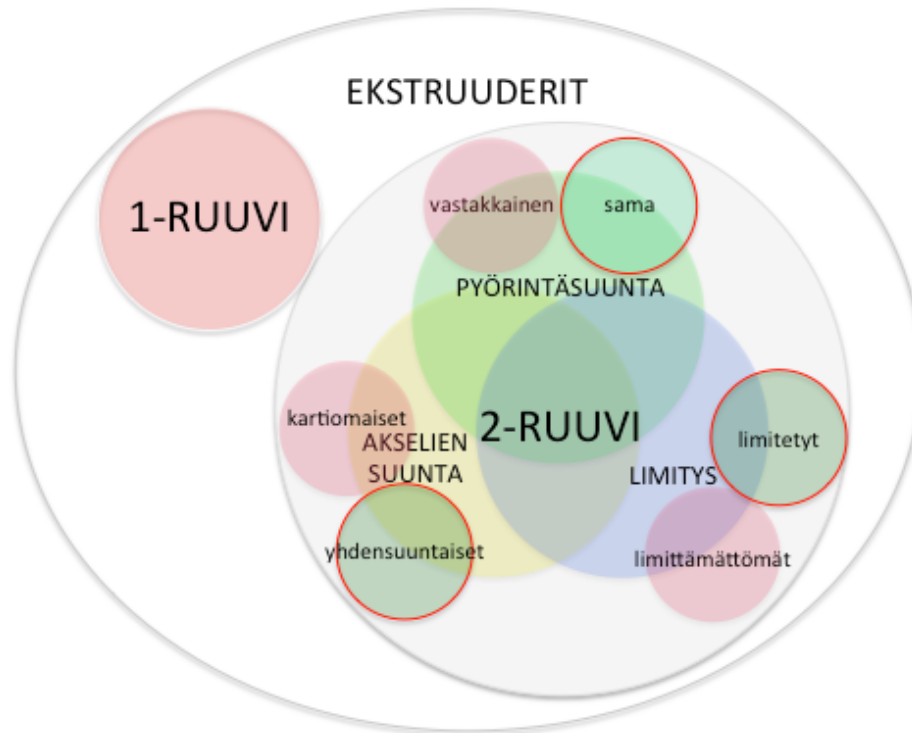 EKSTRUUDERIT
1-RUUVI
vastakkainen
sama
PYÖRINTÄSUUNTA
kartiomaiset
AKSELIEN
SUUNTA
2-RUUVI
limitetyt
LIMITYS
yhdensuuntaiset
limittämättömät